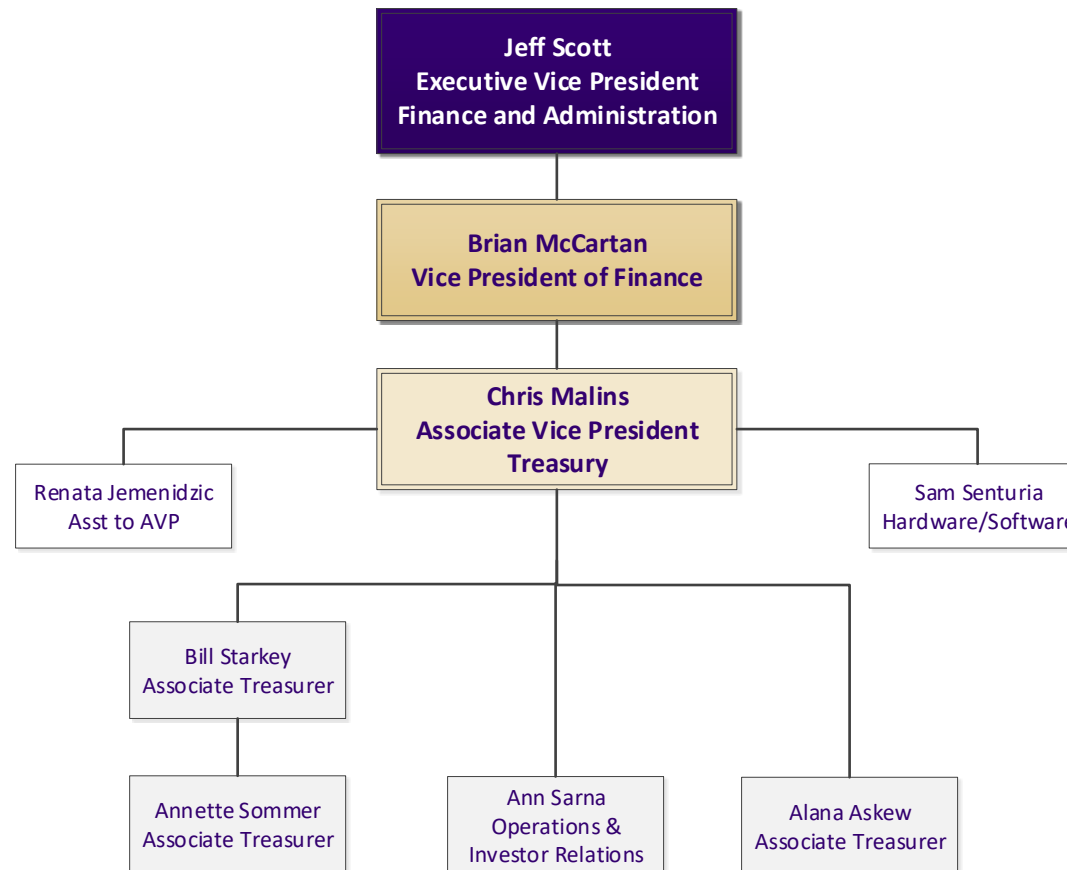 Jeff Scott
Executive Vice President
Finance and Administration
Brian McCartan
Vice President of Finance
Chris Malins
Associate Vice President
Treasury
Renata Jemenidzic
Asst to AVP
Sam Senturia
Hardware/Software
Bill Starkey
Associate Treasurer
Annette Sommer
Associate Treasurer
Ann Sarna
Operations &
Investor Relations
Alana Askew
Associate Treasurer